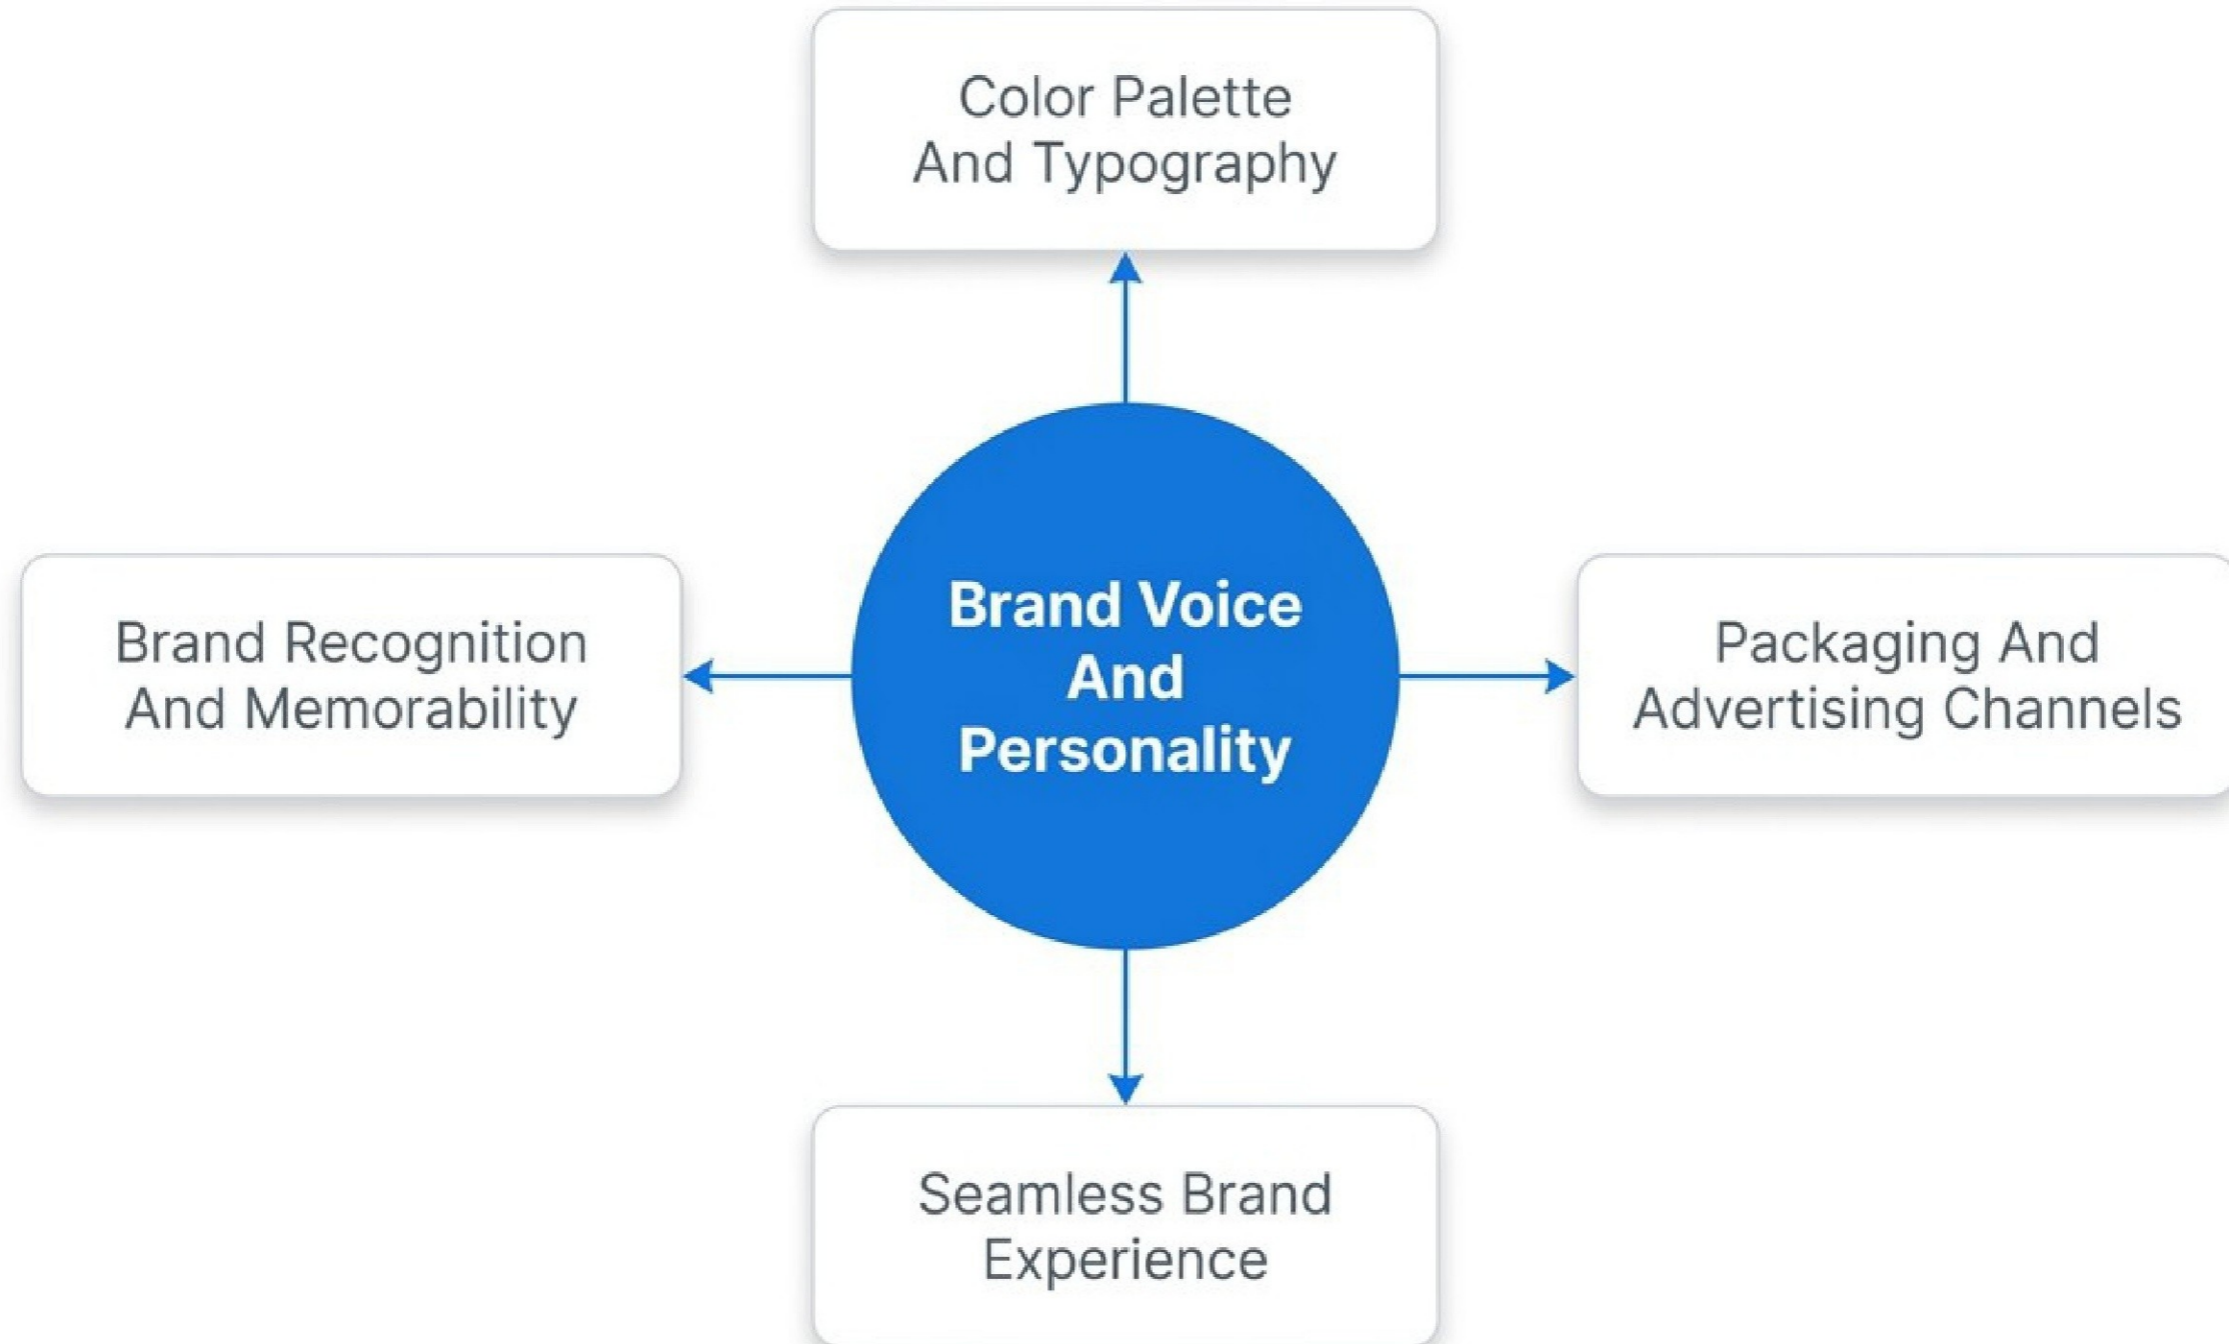 Color Palette
And Typography
Brand Recognition
And Memorability
Brand Voice
And
Personality
Packaging And
Advertising Channels
Seamless Brand
Experience